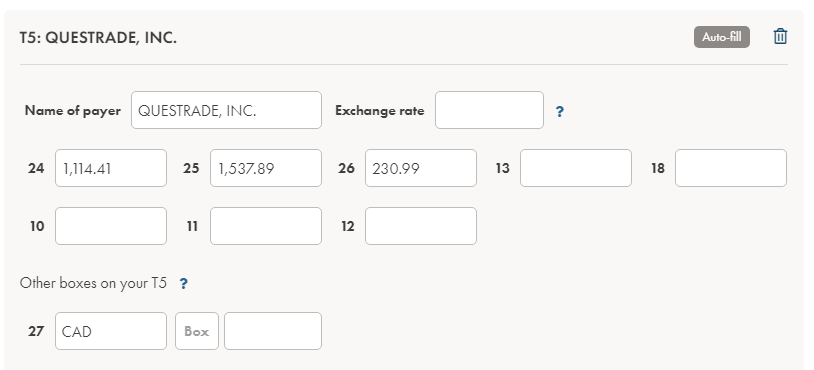 T5: QUESTRADE, INC. Auto-fill
Name of payer QUESTRADE, INC. Exchange rate ?
24 1,114.41 25 1,537.89 26 230.99 13 18
10 11 12
Other boxes on your T5 ?
27 CAD Box